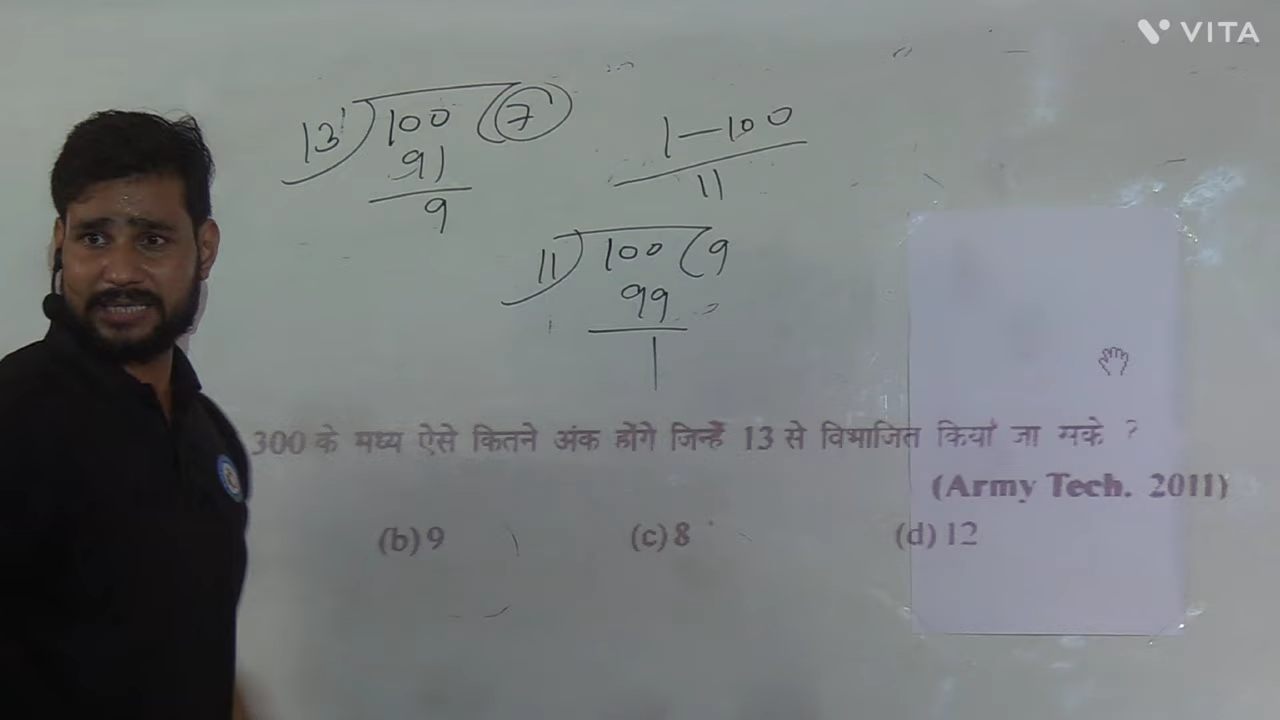 VITA
13) 100 (7
91
9
1-100
11
11) 100 (9
99
1
300 के मध्य ऐसे कितने अंक होंगे जिन्हें 13 से विभाजित किया जा सके ?
(Army Tech. 2011)
(b) 9 (c) 8 (d) 12